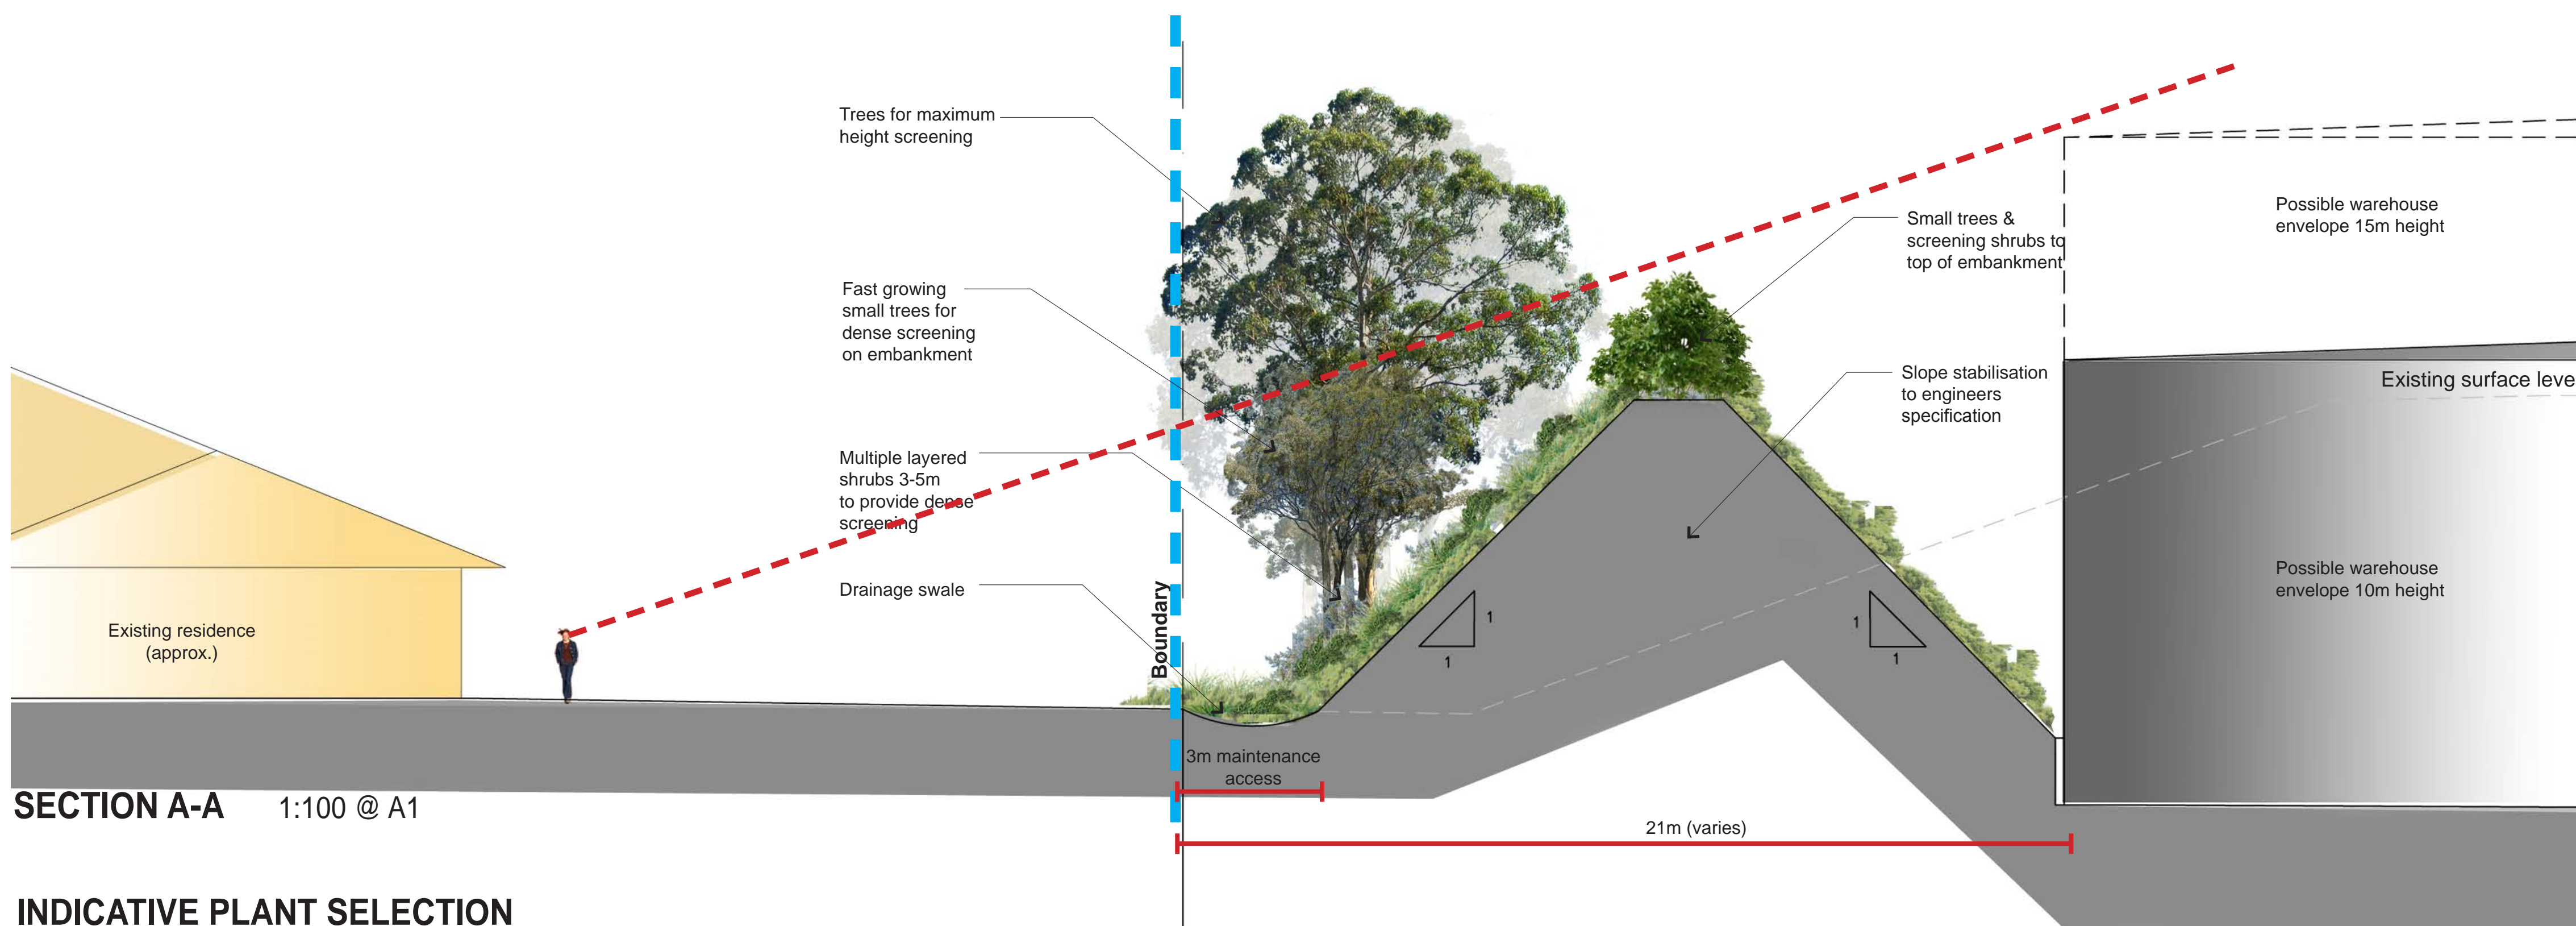 Trees for maximum
height screening
Fast growing
small trees for
dense screening
on embankment
Multiple layered
shrubs 3-5m
to provide dense
screening
Drainage swale
Existing residence
(approx.)
Boundary
Small trees &
screening shrubs to
top of embankment
Slope stabilisation
to engineers
specification
Possible warehouse
envelope 15m height
Existing surface leve
Possible warehouse
envelope 10m height
1
1
1
1
3m maintenance
access
21m (varies)
SECTION A-A 1:100 @ A1
INDICATIVE PLANT SELECTION